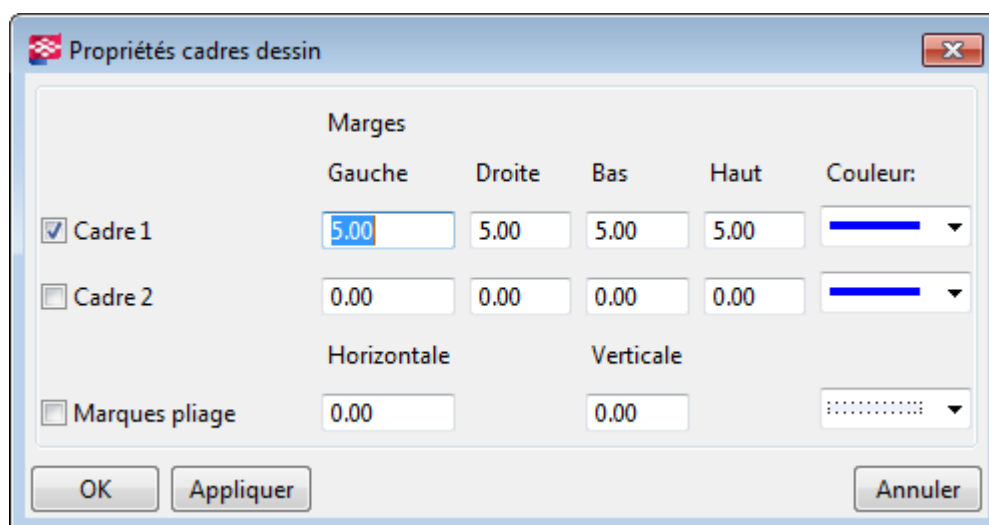 Propriétés cadres dessin
Marges
Gauche Droite Bas Haut Couleur:
Cadre 1 5.00 5.00 5.00 5.00
Cadre 2 0.00 0.00 0.00 0.00
Horizontale Verticale
Marques pliage 0.00 0.00
OK Appliquer Annuler